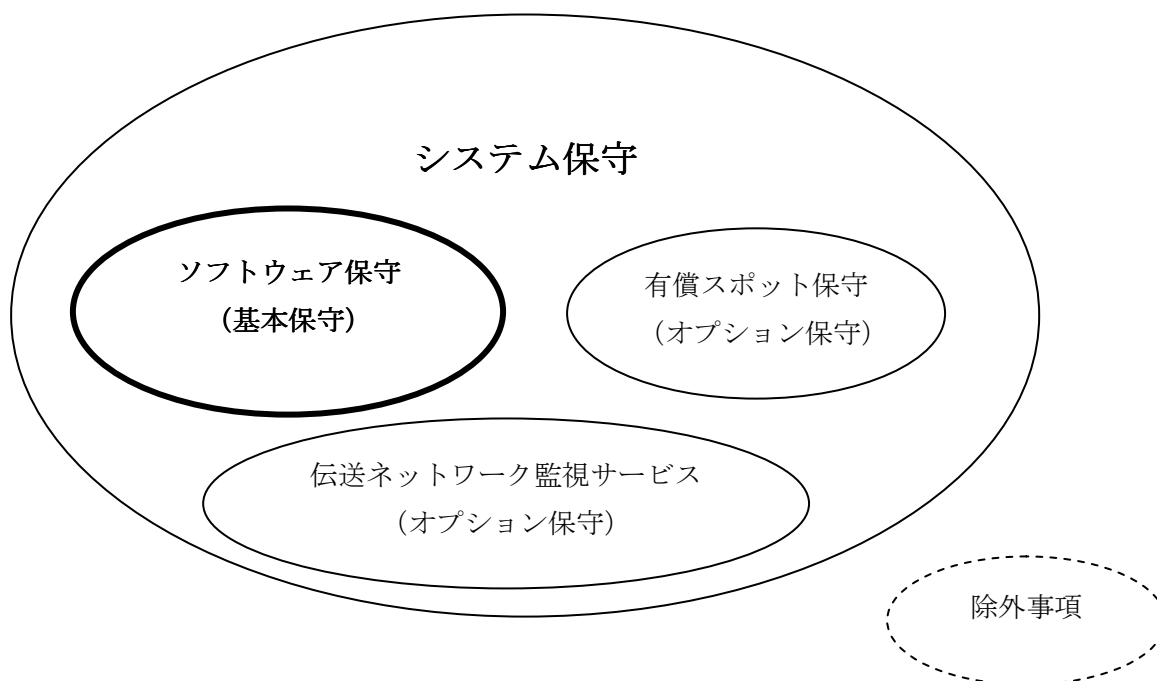 システム保守
ソフトウェア保守
(基本保守)
有償スポット保守
(オプション保守)
伝送ネットワーク監視サービス
(オプション保守)
除外事項